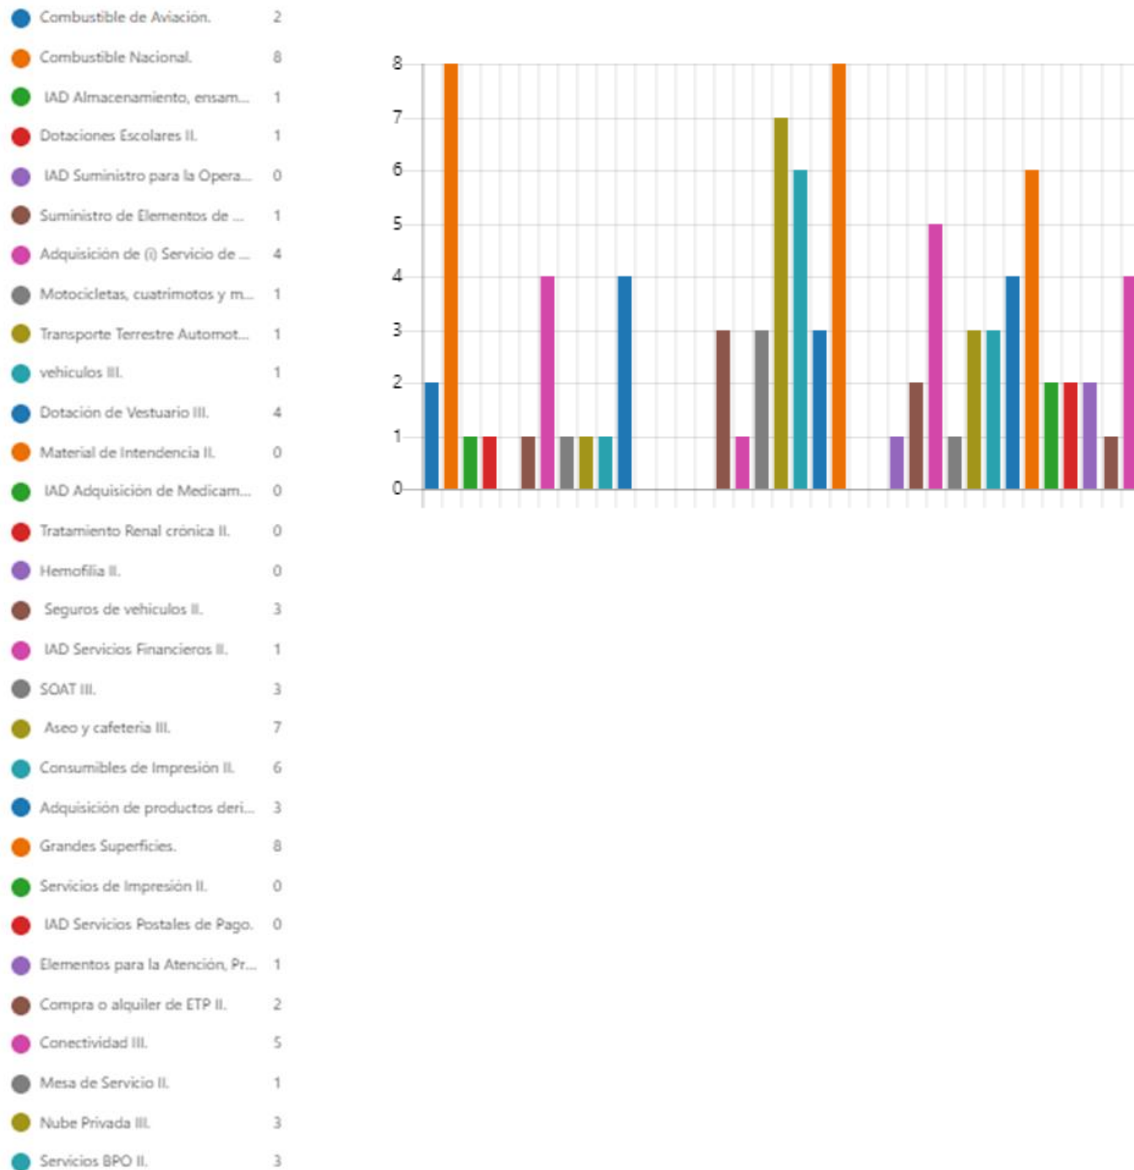 Combustible de Aviación. 2
Combustible Nacional. 8
IAD Almacenamiento, ensam... 1
Dotaciones Escolares II. 1
IAD Suministro para la Opera... 0
Suministro de Elementos de ... 1
Adquisición de (i) Servicio de ... 4
Motocicletas, cuatrimotos y m... 1
Transporte Terrestre Automot... 1
vehiculos III. 1
Dotación de Vestuario III. 4
Material de Intendencia II. 0
IAD Adquisición de Medicam... 0
Tratamiento Renal crónica II. 0
Hemofilia II. 0
Seguros de vehiculos II. 3
IAD Servicios Financieros II. 1
SOAT III. 3
Aseo y cafeteria III. 7
Consumibles de Impresión II. 6
Adquisición de productos deri... 3
Grandes Superficies. 8
Servicios de Impresión II. 0
IAD Servicios Postales de Pago. 0
Elementos para la Atención, Pr... 1
Compra o alquiler de ETP II. 2
Conectividad III. 5
Mesa de Servicio II. 1
Nube Privada III. 3
Servicios BPO II. 3
8
7
6
5
4
3
2
1
0